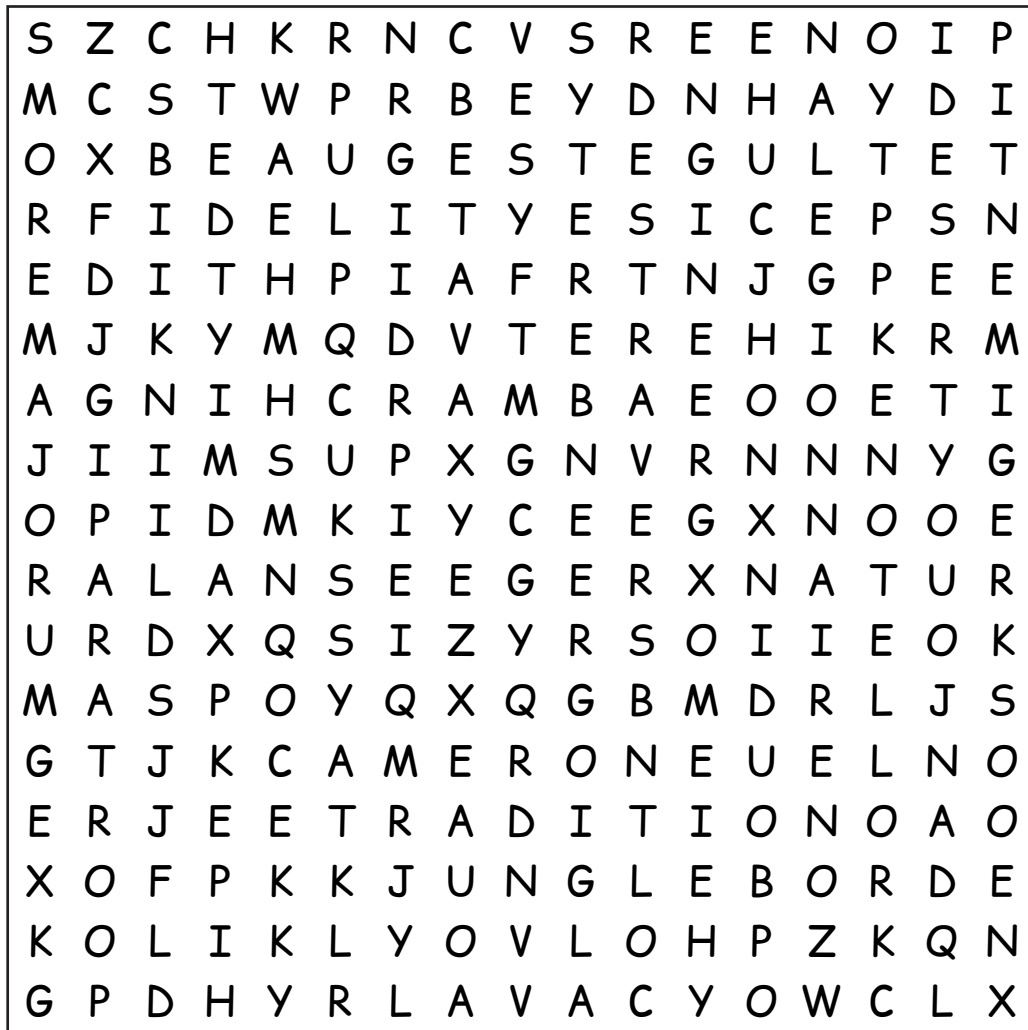 S Z C H K R N C V S R E E N O I P
M C S T W P R B E Y D N H A Y D I
O X B E A U G E S T E G U L T E T
R F I D E L I T Y E S I C E P S N
E D I T H P I A F R T N J G P E E
M J K Y M Q D V T E R E H I K R M
A G N I H C R A M B A E O O E T I
J I I M S U P X G N V R N N N Y G
O P I D M K I Y C E E G X N O O E
R A L A N S E E G E R X N A T U R
U R D X Q S I Z Y R S O I I E O K
M A S P O Y Q X Q G B M D R L J S
G T J K C A M E R O N E U E L N O
E R J E E T R A D I T I O N O A O
X O F P K K J U N G L E B O R D E
K O L I K L Y O V L O H P Z K Q N
G P D H Y R L A V A C Y O W C L X